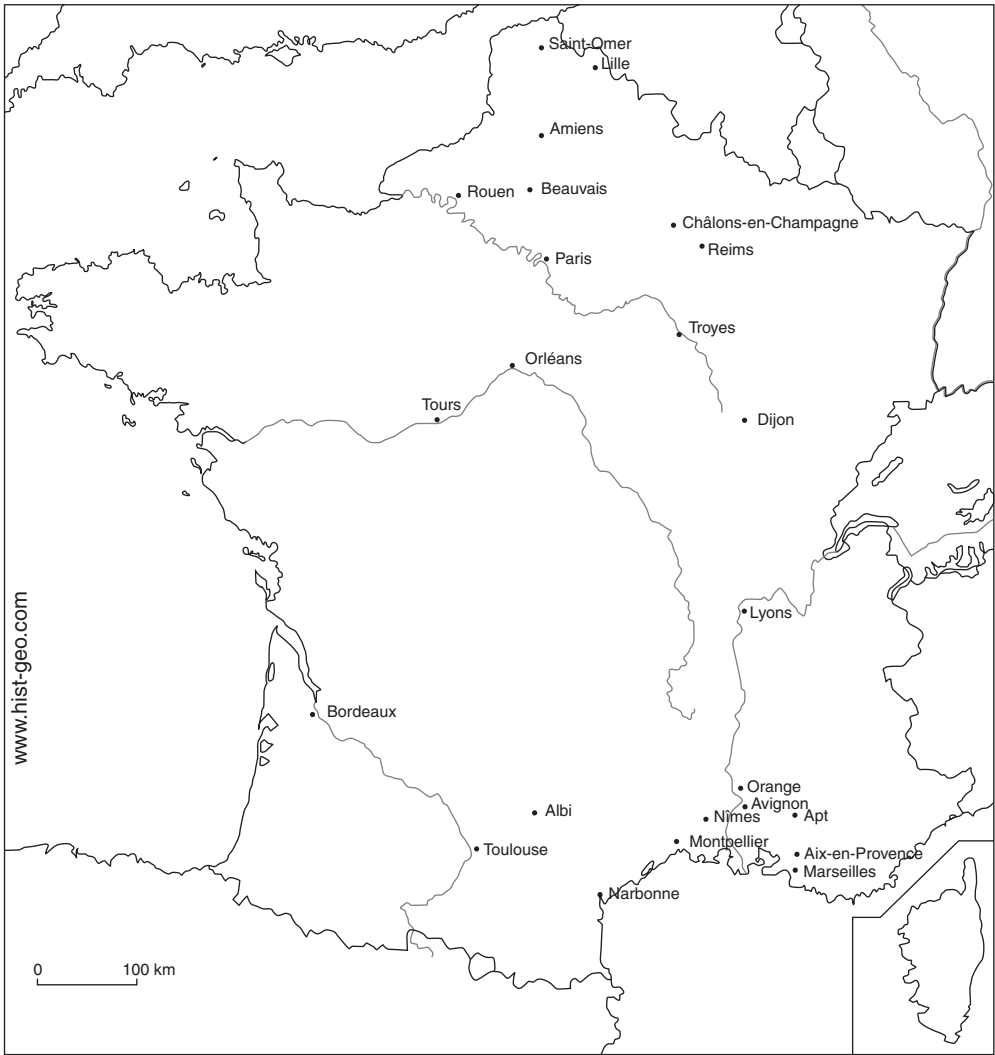 Saint-Omer
Lille
Amiens
Rouen
Beauvais
Châlons-en-Champagne
Reims
Paris
Troyes
Orléans
Tours
Dijon
Lyons
www.hist-geo.com
Bordeaux
Orange
Avignon
Albi
Nîmes
Apt
Montpellier
Toulouse
Aix-en-Provence
Marseilles
Narbonne
0 100 km